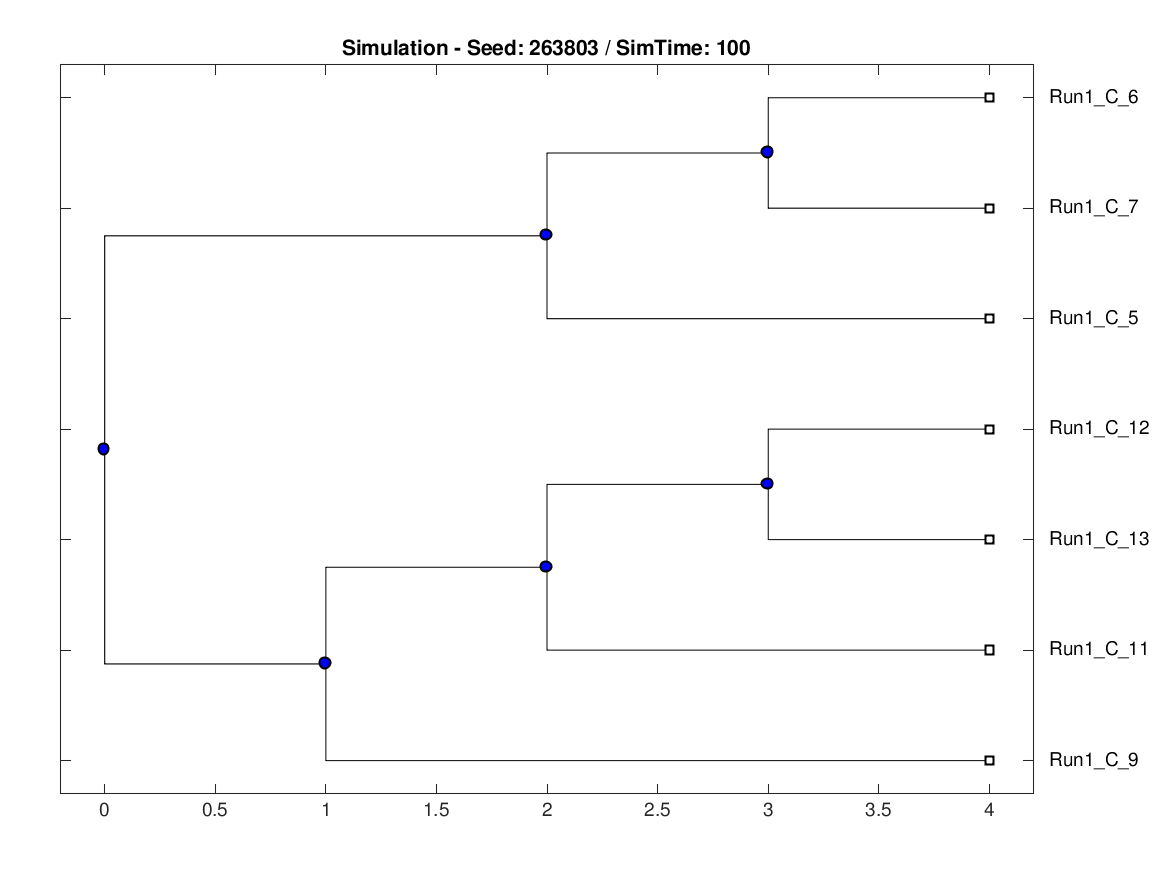 Simulation - Seed: 263803 / SimTime: 100
Run1_C_6
Run1_C_7
Run1_C_5
Run1_C_12
Run1_C_13
Run1_C_11
Run1_C_9
0 0.5 1 1.5 2 2.5 3 3.5 4